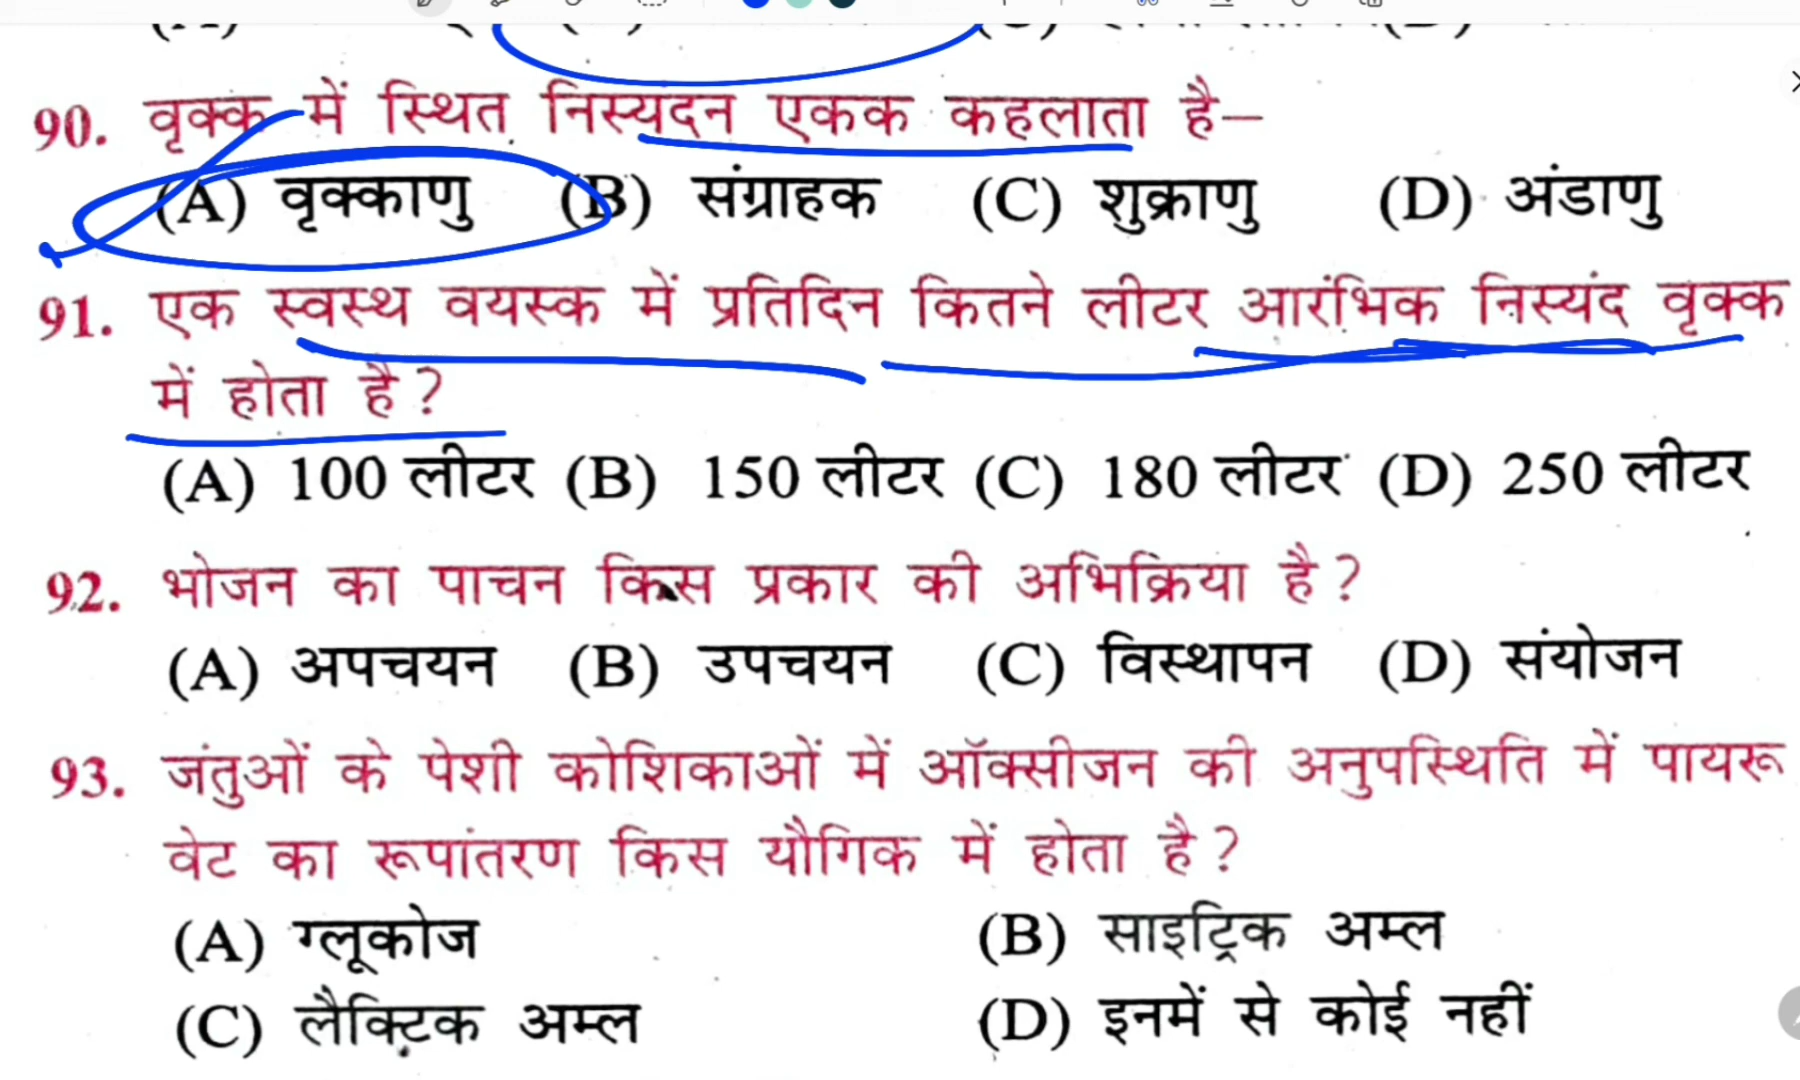 90. वृक्क में स्थित निस्यदन एकक कहलाता है–
(A) वृक्काणु (B) संग्राहक (C) शुक्राणु (D) अंडाणु
91. एक स्वस्थ वयस्क में प्रतिदिन कितने लीटर आरंभिक निस्यंद वृक्क
में होता है?
(A) 100 लीटर (B) 150 लीटर (C) 180 लीटर (D) 250 लीटर
92. भोजन का पाचन किस प्रकार की अभिक्रिया है?
(A) अपचयन (B) उपचयन (C) विस्थापन (D) संयोजन
93. जंतुओं के पेशी कोशिकाओं में ऑक्सीजन की अनुपस्थिति में पायरू
वेट का रूपांतरण किस यौगिक में होता है?
(A) ग्लूकोज (B) साइट्रिक अम्ल
(C) लैक्टिक अम्ल (D) इनमें से कोई नहीं